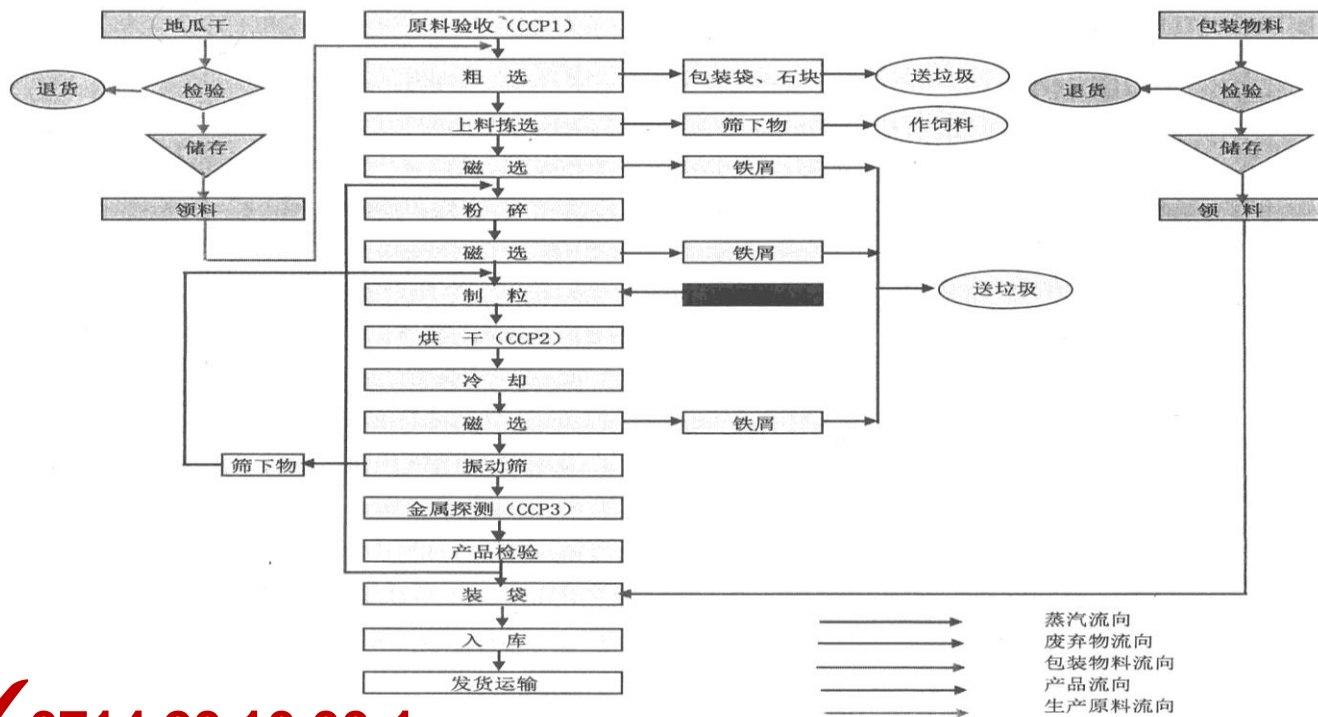 地瓜干
检验
退货
储存
领料
原料验收（CCP1）
粗 选
包装袋、石块
送垃圾
上料拣选
筛下物
作饲料
磁 选
铁屑
粉 碎
磁 选
铁屑
制 粒
送垃圾
烘 干（CCP2）
冷 却
磁 选
铁屑
振动筛
筛下物
金属探测（CCP3）
产品检验
装 袋
入 库
发货运输
包装物料
检验
退货
储存
领 料
蒸汽流向
废弃物流向
包装物料流向
产品流向
生产原料流向